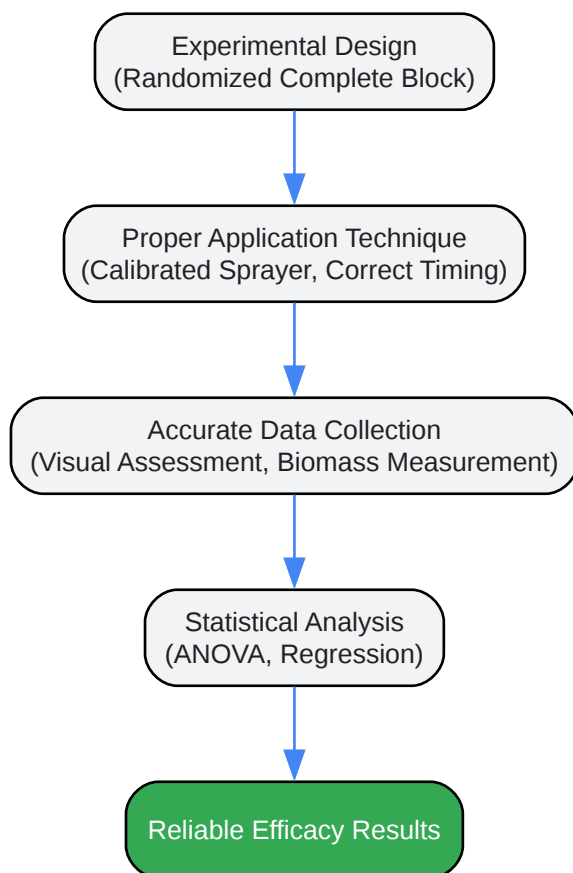 Experimental Design
(Randomized Complete Block)
Proper Application Technique
(Calibrated Sprayer, Correct Timing)
Accurate Data Collection
(Visual Assessment, Biomass Measurement)
Statistical Analysis
(ANOVA, Regression)
Reliable Efficacy Results